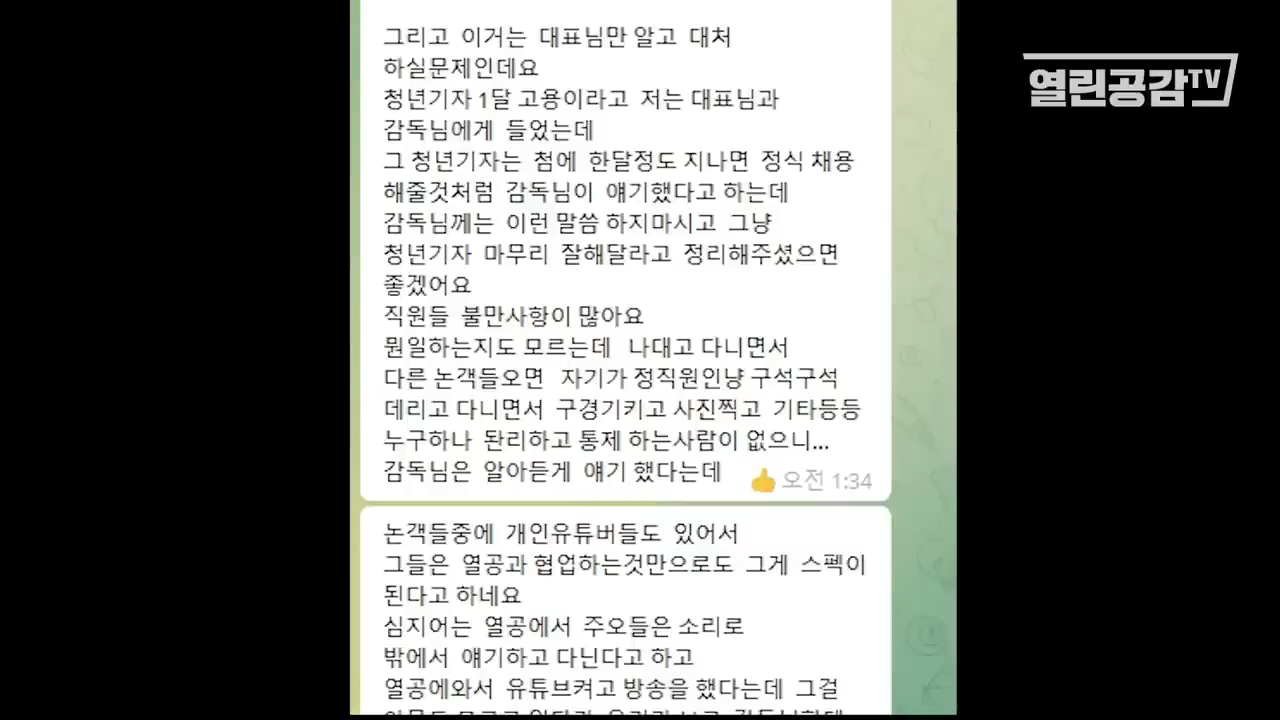 그리고 이거는 대표님만 알고 대처
하실문제인데요
청년기자 1달 고용이라고 저는 대표님과
감독님에게 들었는데
그 청년기자는 첨에 한달정도 지나면 정식 채용
해줄것처럼 감독님이 얘기했다고 하는데
감독님께는 이런 말씀 하지마시고 그냥
청년기자 마무리 잘해달라고 정리해주셨으면
좋겠어요
직원들 불만사항이 많아요
뭔일하는지도 모르는데 나대고 다니면서
다른 논객들오면 자기가 정직원인냥 구석구석
데리고 다니면서 구경기키고 사진찍고 기타등등
누구하나 돤리하고 통제 하는사람이 없으니...
감독님은 알아듣게 얘기 했다는데
오전 1:34
논객들중에 개인유튜버들도 있어서
그들은 열공과 협업하는것만으로도 그게 스펙이
된다고 하네요
심지어는 열공에서 주오들은 소리로
밖에서 얘기하고 다닌다고 하고
열공에와서 유튜브켜고 방송을 했다는데 그걸
열린공감TV